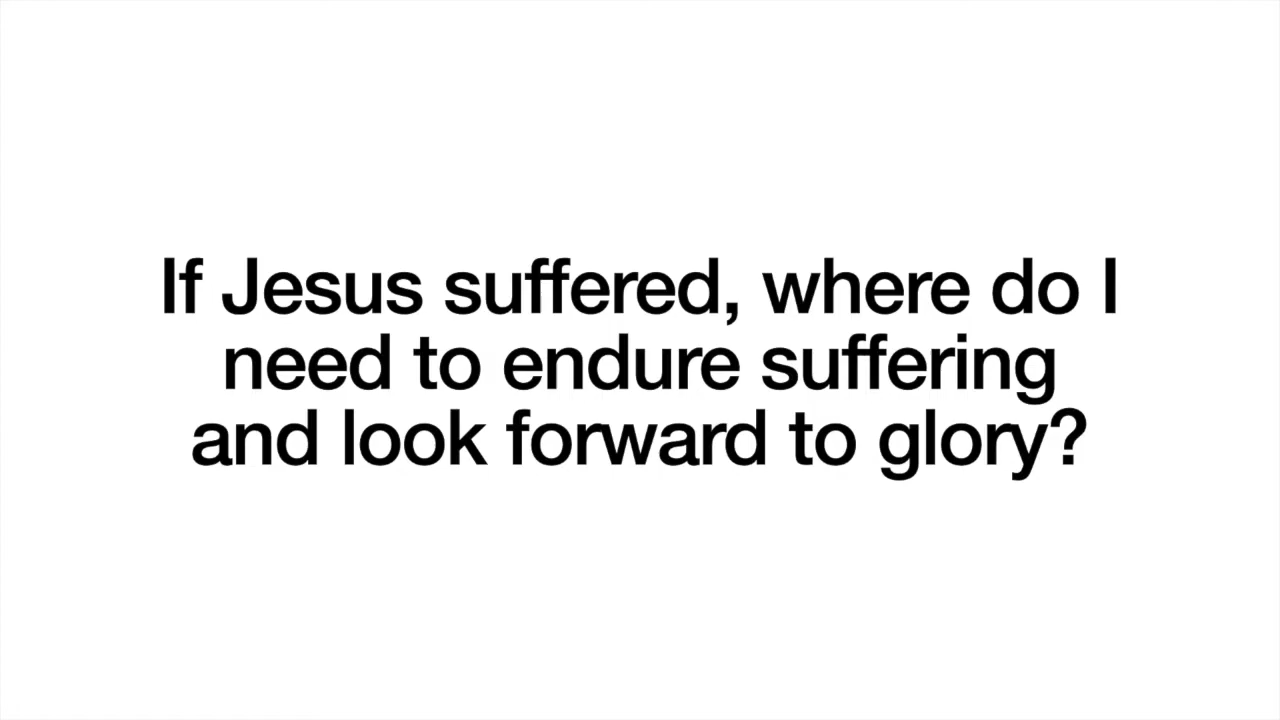 If Jesus suffered, where do I
need to endure suffering
and look forward to glory?